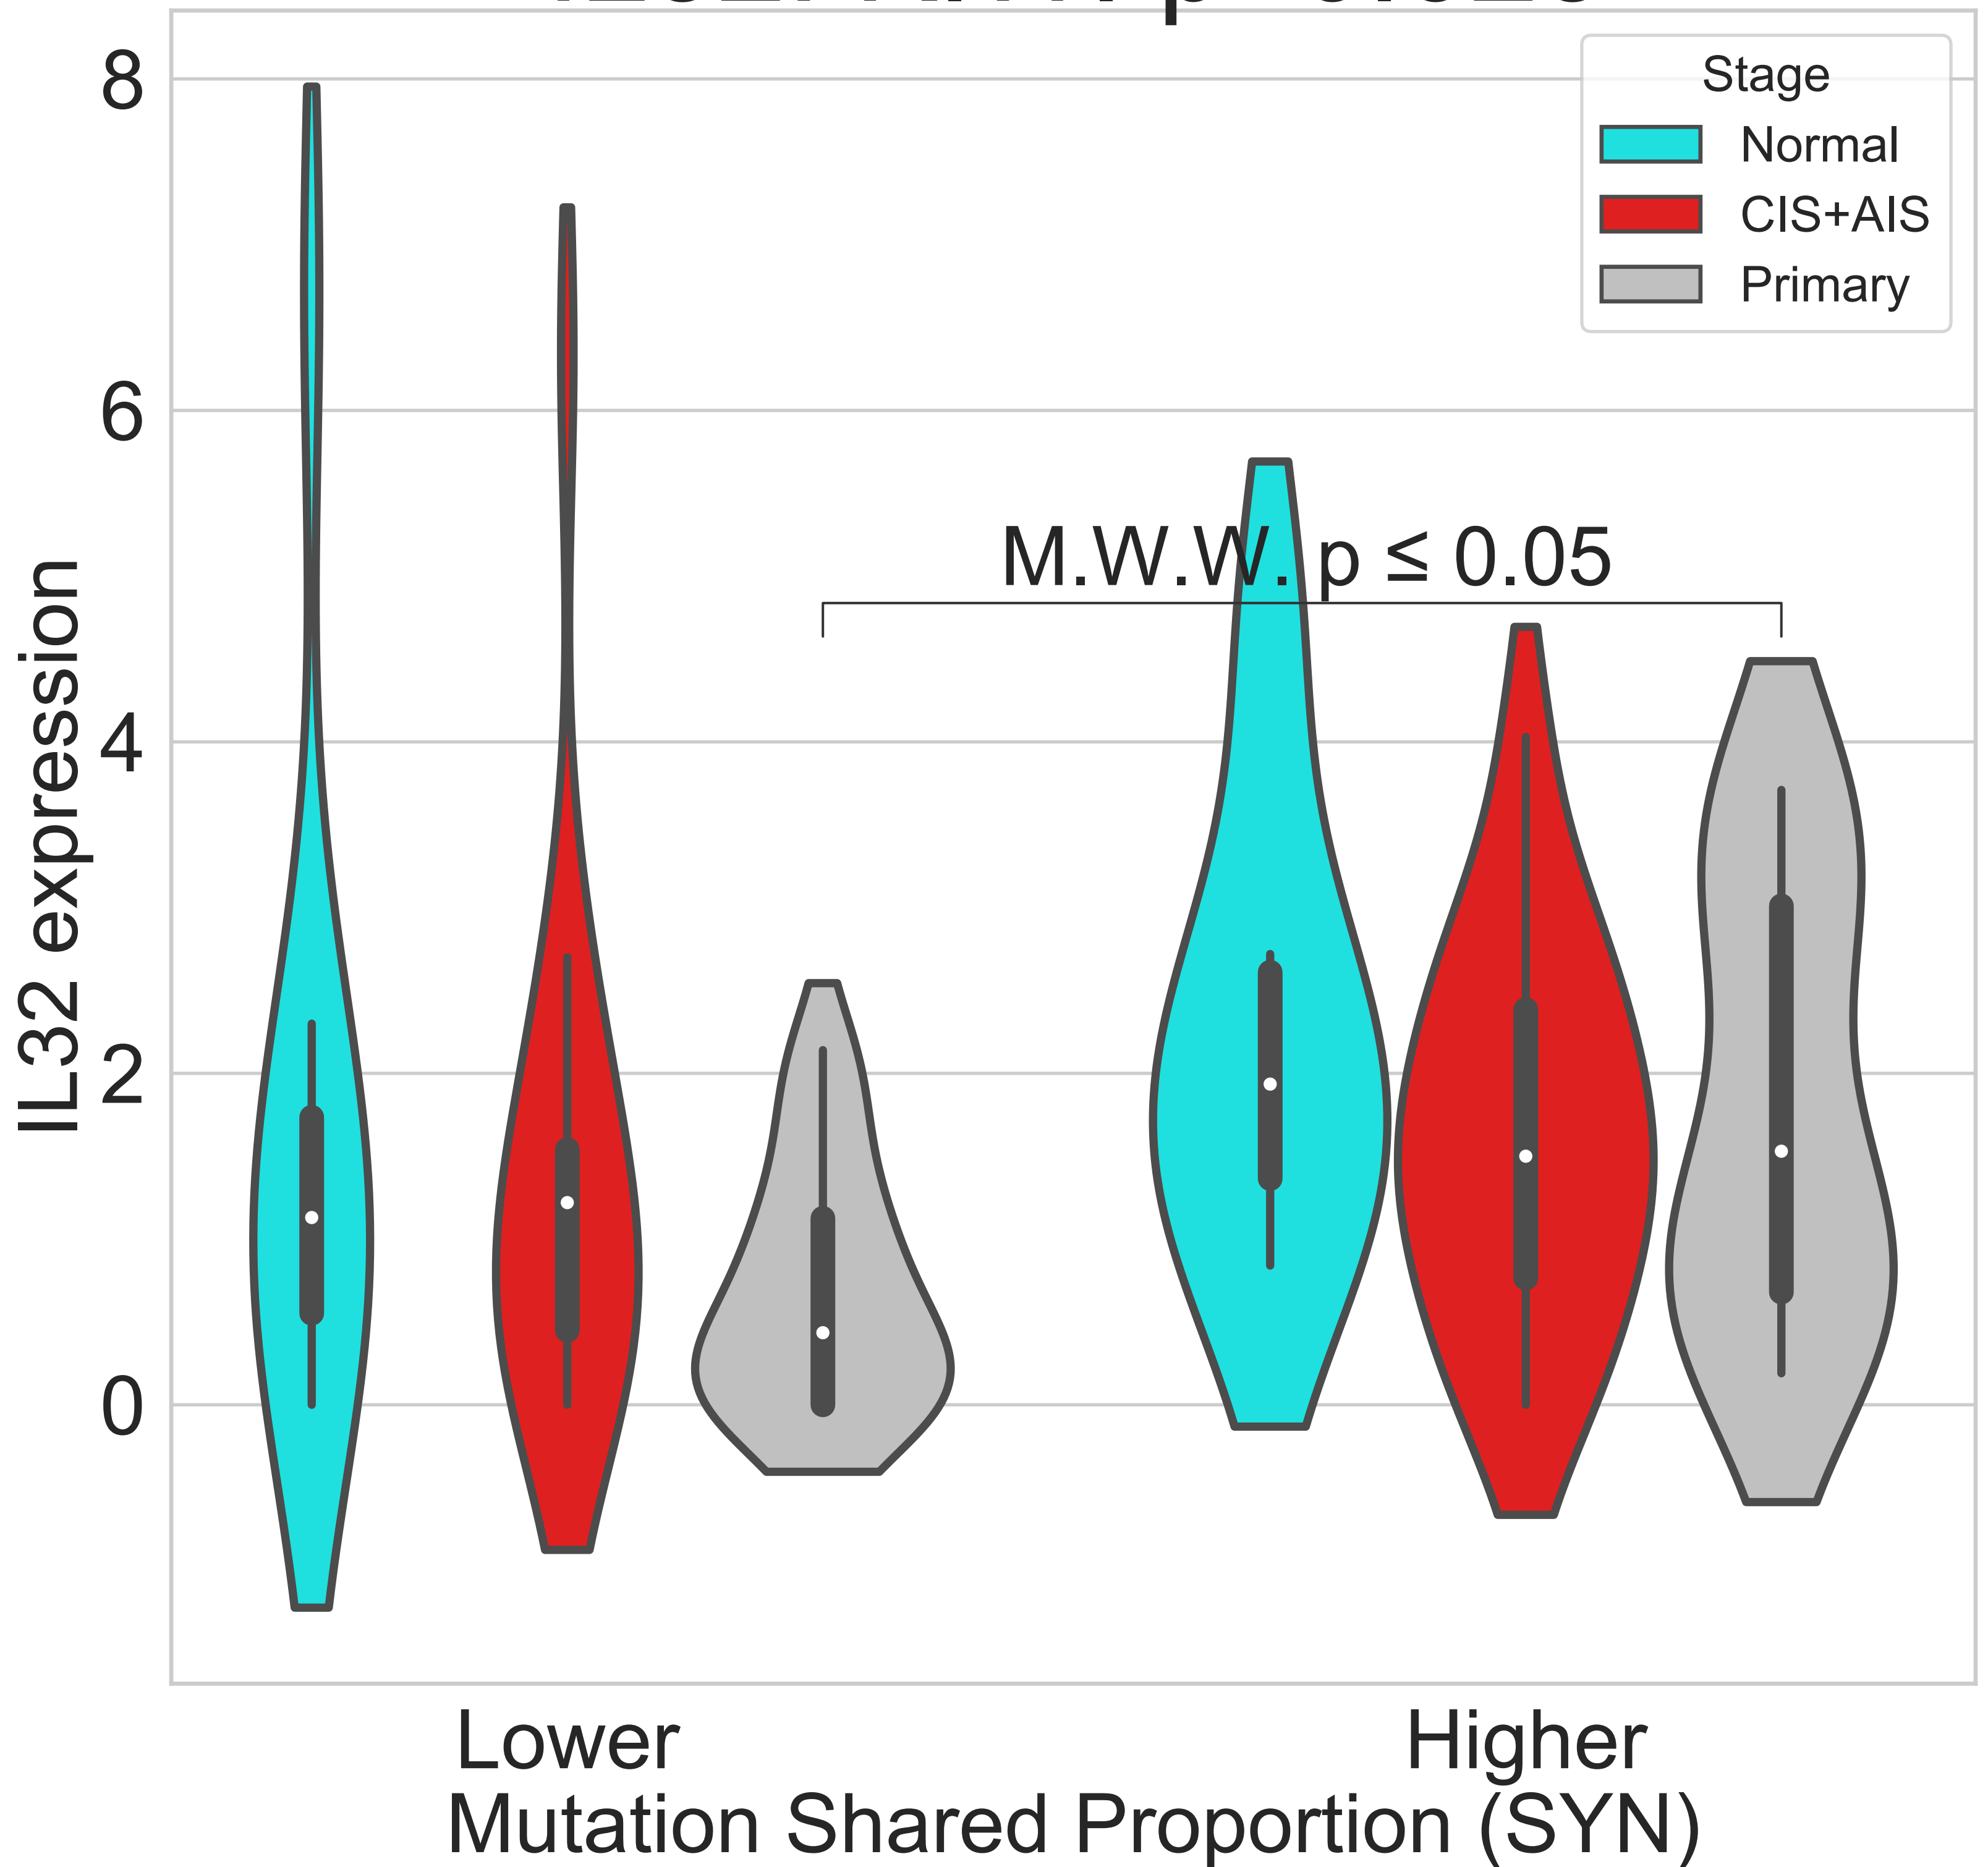 Stage
Normal
CIS+AIS
Primary
8
6
4
2
0
IL32 expression
M.W.W. p ≤ 0.05
Lower
Higher
Mutation Shared Proportion (SYN)